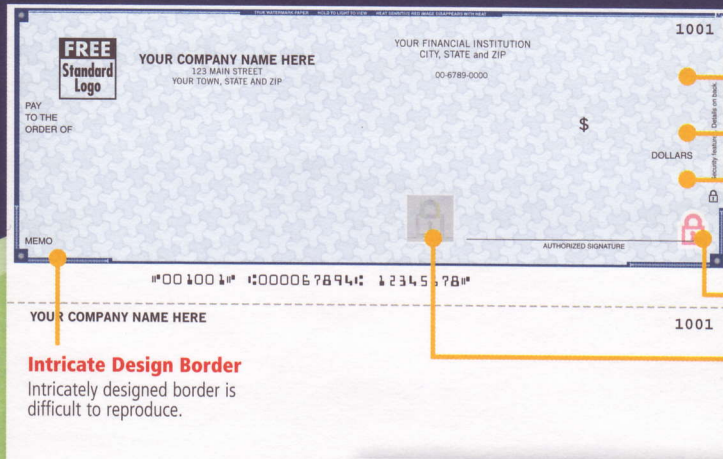 TRUE WATERMARK PAPER HOLD TO LIGHT TO VIEW HEAT SENSITIVE RED IMAGE DISAPPEARS WITH HEAT
1001
FREE
Standard
Logo
YOUR COMPANY NAME HERE
123 MAIN STREET
YOUR TOWN, STATE AND ZIP
YOUR FINANCIAL INSTITUTION
CITY, STATE and ZIP
00-6789-0000
PAY
TO THE
ORDER OF
$
DOLLARS
Security features. Details on back.
MEMO
AUTHORIZED SIGNATURE
⑈001001⑈ ⑆000067894⑆ 12345678⑈
YOUR COMPANY NAME HERE
1001
Intricate Design Border
Intricately designed border is
difficult to reproduce.